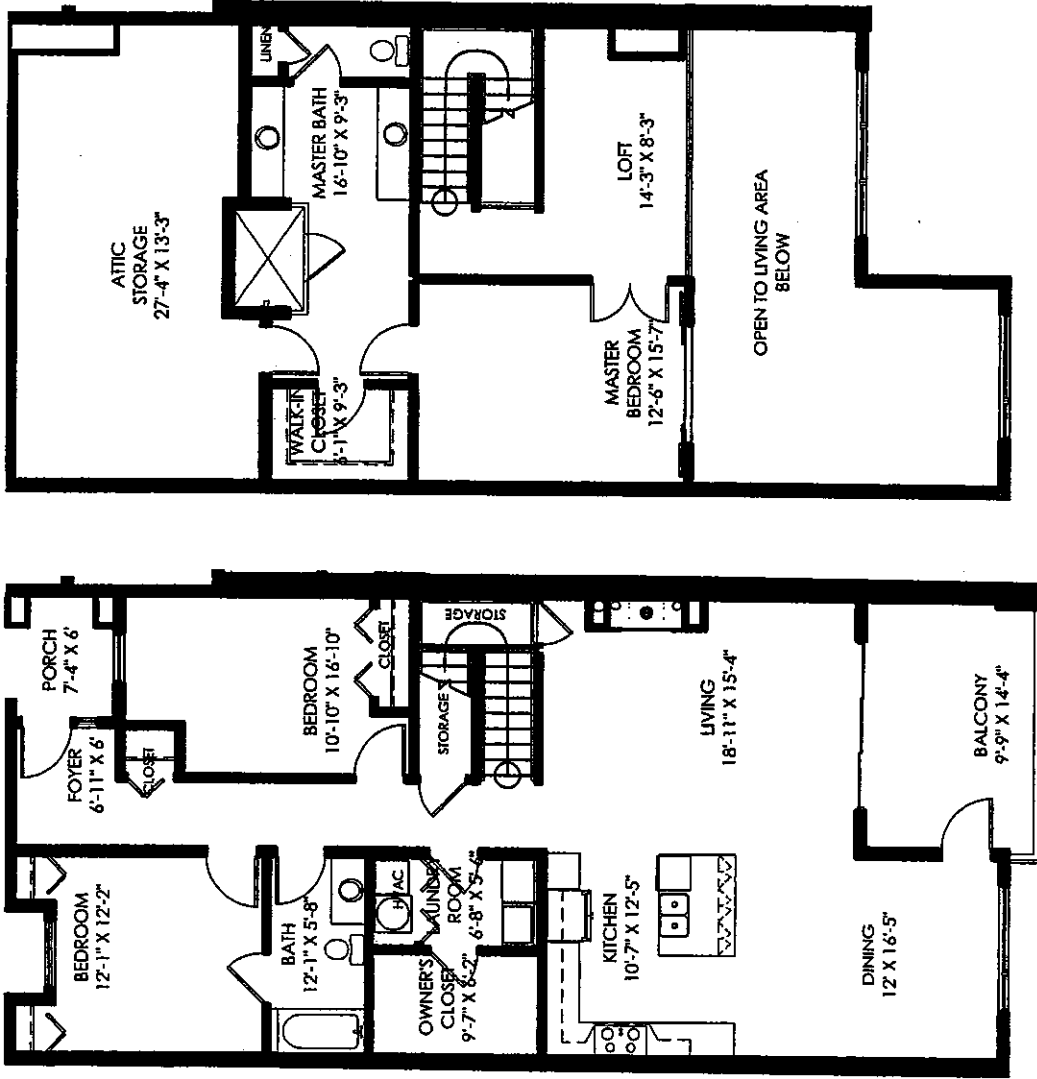 ATTIC
STORAGE
27'-4" X 13'-3"
LINEN
MASTER BATH
16'-10" X 9'-3"
WALK-IN
CLOSET
X 9'-3"
LOFT
14'-3" X 8'-3"
MASTER
BEDROOM
12'-6" X 15'-7"
OPEN TO LIVING AREA
BELOW
PORCH
7'-4" X 6'
FOYER
6'-11" X 6'
CLOSET
BEDROOM
10'-10" X 16'-10"
CLOSET
STORAGE
STORAGE
BEDROOM
12'-1" X 12'-2"
BATH
12'-1" X 5'-8"
HVAC
ROOM
6'-8" X
OWNER'S
CLOSET
9'-7" X
KITCHEN
10'-7" X 12'-5"
LIVING
18'-11" X 15'-4"
DINING
12' X 16'-5"
BALCONY
9'-9" X 14'-4"